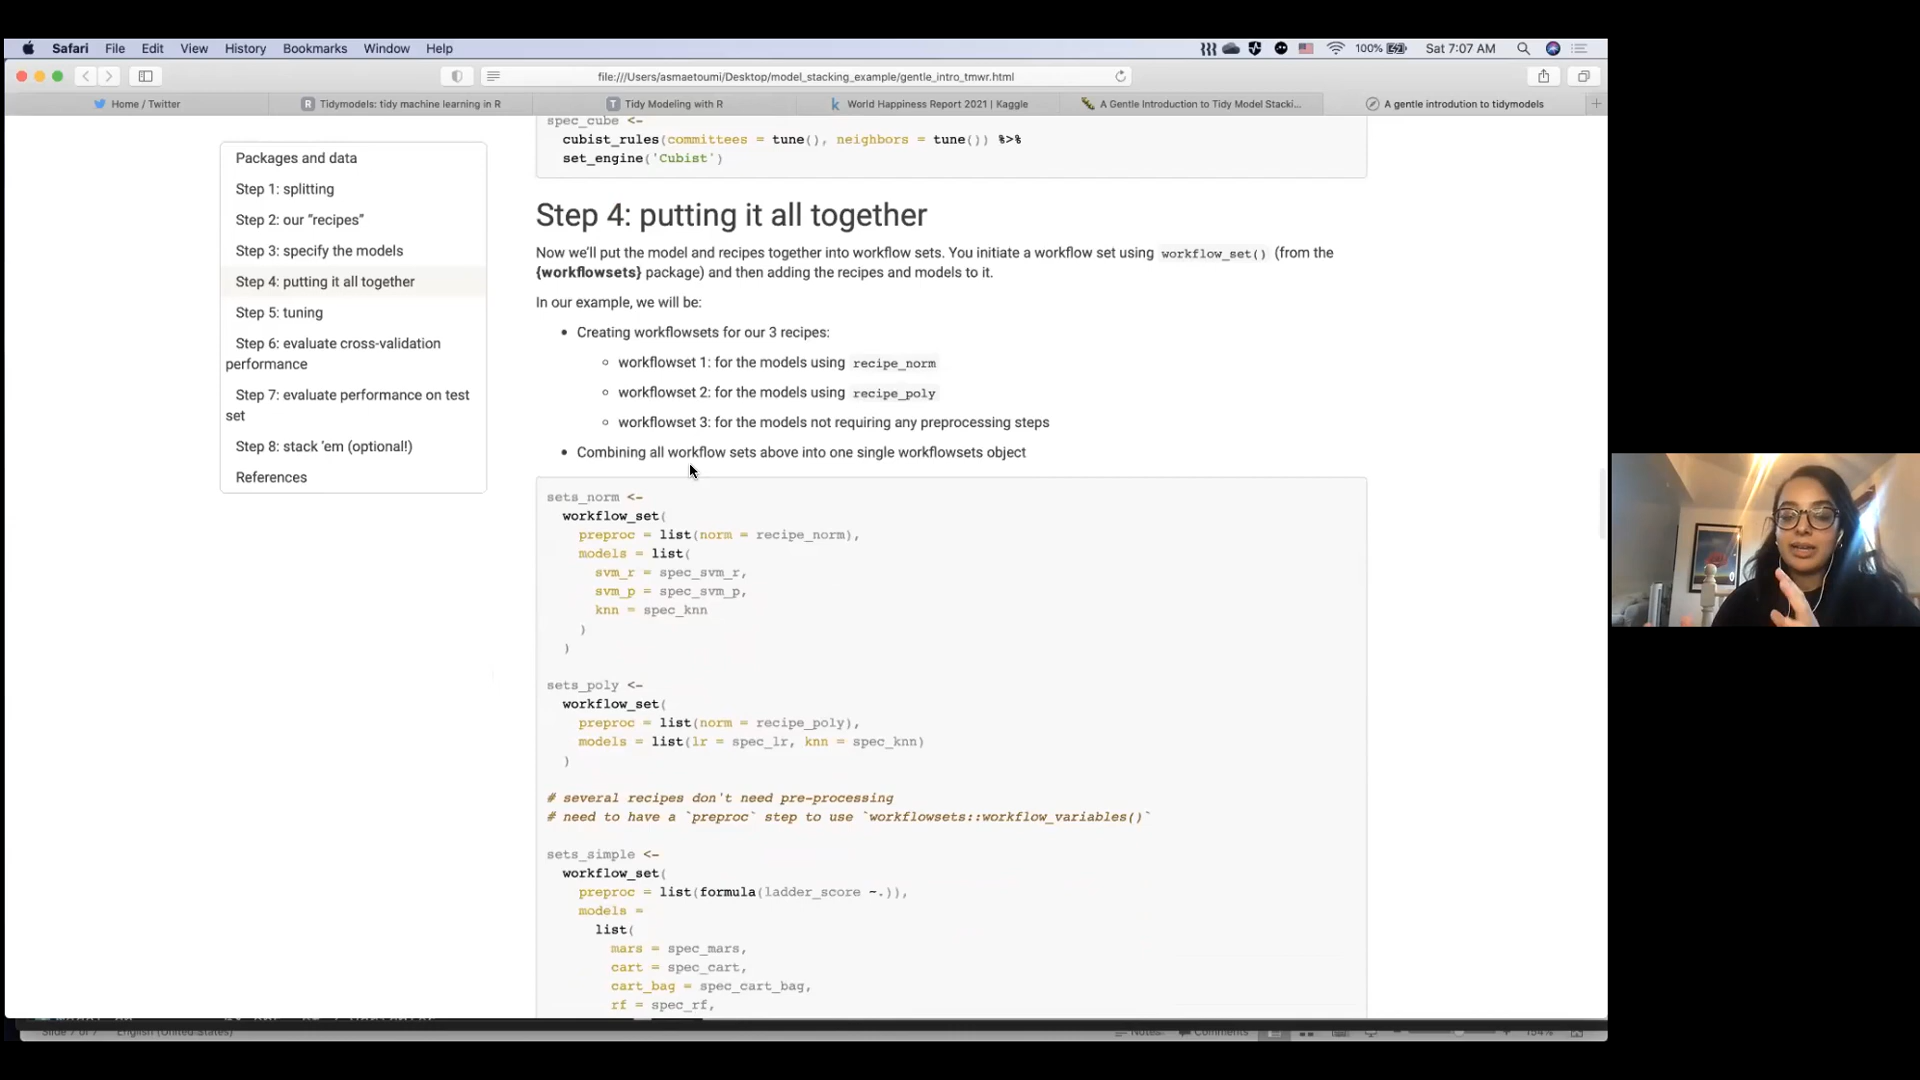 Safari File Edit View History Bookmarks Window Help 100% Sat 7:07 AM
file:///Users/asmaetoumi/Desktop/model_stacking_example/gentle_intro_tmwr.html
Home / Twitter Tidymodels: tidy machine learning in R Tidy Modeling with R World Happiness Report 2021 | Kaggle A Gentle Introduction to Tidy Model Stacki... A gentle introdution to tidymodels
Packages and data
Step 1: splitting
Step 2: our "recipes"
Step 3: specify the models
Step 4: putting it all together
Step 5: tuning
Step 6: evaluate cross-validation
performance
Step 7: evaluate performance on test
set
Step 8: stack 'em (optional!)
References
spec_cube <-
cubist_rules(committees = tune(), neighbors = tune()) %>%
set_engine('Cubist')
Step 4: putting it all together
Now we'll put the model and recipes together into workflow sets. You initiate a workflow set using workflow_set() (from the
{workflowsets} package) and then adding the recipes and models to it.
In our example, we will be:
• Creating workflowsets for our 3 recipes:
◦ workflowset 1: for the models using recipe_norm
◦ workflowset 2: for the models using recipe_poly
◦ workflowset 3: for the models not requiring any preprocessing steps
• Combining all workflow sets above into one single workflowsets object
sets_norm <-
workflow_set(
preproc = list(norm = recipe_norm),
models = list(
svm_r = spec_svm_r,
svm_p = spec_svm_p,
knn = spec_knn
)
)
sets_poly <-
workflow_set(
preproc = list(norm = recipe_poly),
models = list(lr = spec_lr, knn = spec_knn)
)
# several recipes don't need pre-processing
# need to have a `preproc` step to use `workflowsets::workflow_variables()`
sets_simple <-
workflow_set(
preproc = list(formula(ladder_score ~.)),
models =
list(
mars = spec_mars,
cart = spec_cart,
cart_bag = spec_cart_bag,
rf = spec_rf,
Slide 7 of 7 English (United States) Notes Comments 154%